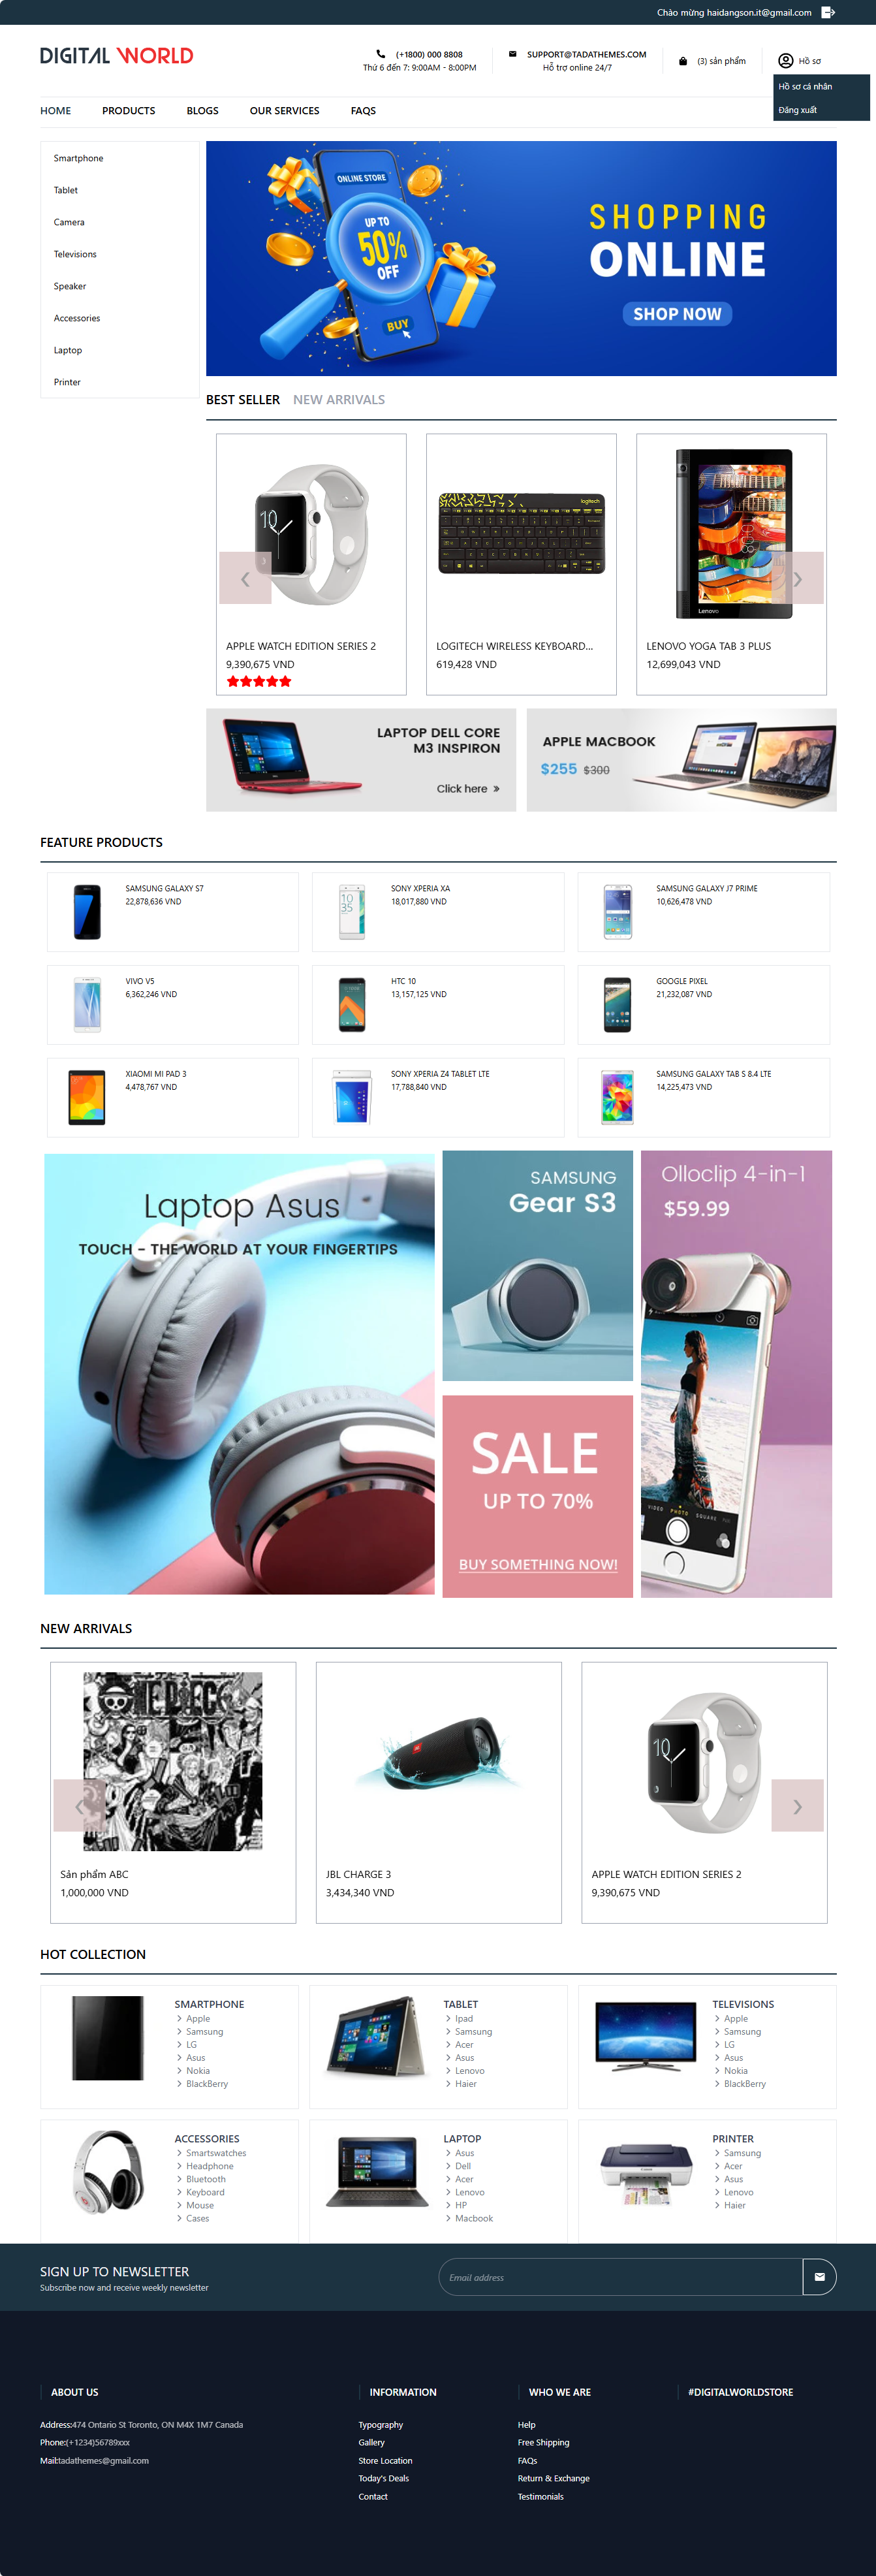 Chào mừng haidangson.it@gmail.com
DIGITAL WORLD
(+1800) 000 8808
Thứ 6 đến 7: 9:00AM - 8:00PM
SUPPORT@TADATHEMES.COM
Hỗ trợ online 24/7
(3) sản phẩm
Hồ sơ
Hồ sơ cá nhân
Đăng xuất
HOME
PRODUCTS
BLOGS
OUR SERVICES
FAQS
Smartphone
Tablet
Camera
Televisions
Speaker
Accessories
Laptop
Printer
ONLINE STORE
UP TO
50%
OFF
BUY
SHOPPING
ONLINE
SHOP NOW
BEST SELLER
NEW ARRIVALS
10
logitech
Lenovo
APPLE WATCH EDITION SERIES 2
9,390,675 VND
LOGITECH WIRELESS KEYBOARD...
619,428 VND
LENOVO YOGA TAB 3 PLUS
12,699,043 VND
LAPTOP DELL CORE
M3 INSPIRON
Click here »
APPLE MACBOOK
$255 $300
FEATURE PRODUCTS
SAMSUNG GALAXY S7
22,878,636 VND
SONY XPERIA XA
18,017,880 VND
10
35
SAMSUNG GALAXY J7 PRIME
10,626,478 VND
VIVO V5
6,362,246 VND
HTC 10
13,157,125 VND
GOOGLE PIXEL
21,232,087 VND
XIAOMI MI PAD 3
4,478,767 VND
SONY XPERIA Z4 TABLET LTE
17,788,840 VND
SAMSUNG GALAXY TAB S 8.4 LTE
14,225,473 VND
Laptop Asus
TOUCH - THE WORLD AT YOUR FINGERTIPS
SAMSUNG
Gear S3
SALE
UP TO 70%
BUY SOMETHING NOW!
Olloclip 4-in-1
$59.99
VIDEO PHOTO SQUARE
NEW ARRIVALS
Sản phẩm ABC
1,000,000 VND
JBL CHARGE 3
3,434,340 VND
10
APPLE WATCH EDITION SERIES 2
9,390,675 VND
HOT COLLECTION
SMARTPHONE
Apple
Samsung
LG
Asus
Nokia
BlackBerry
TABLET
Ipad
Samsung
Acer
Asus
Lenovo
Haier
TELEVISIONS
Apple
Samsung
LG
Asus
Nokia
BlackBerry
ACCESSORIES
Smartswatches
Headphone
Bluetooth
Keyboard
Mouse
Cases
LAPTOP
Asus
Dell
Acer
Lenovo
HP
Macbook
PRINTER
Samsung
Acer
Asus
Lenovo
Haier
SIGN UP TO NEWSLETTER
Subscribe now and receive weekly newsletter
Email address
ABOUT US
Address:474 Ontario St Toronto, ON M4X 1M7 Canada
Phone:(+1234)56789xxx
Mail:tadathemes@gmail.com
INFORMATION
Typography
Gallery
Store Location
Today's Deals
Contact
WHO WE ARE
Help
Free Shipping
FAQs
Return & Exchange
Testimonials
#DIGITALWORLDSTORE